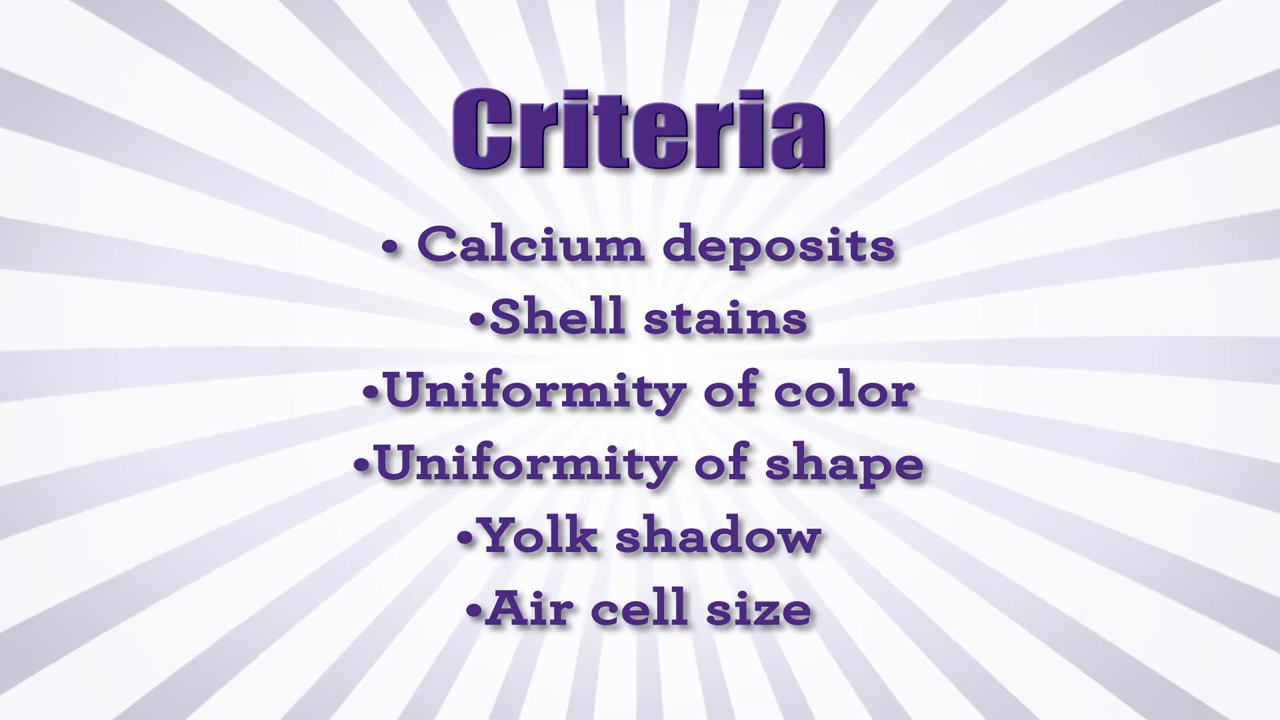 Criteria
• Calcium deposits
•Shell stains
•Uniformity of color
•Uniformity of shape
•Yolk shadow
•Air cell size